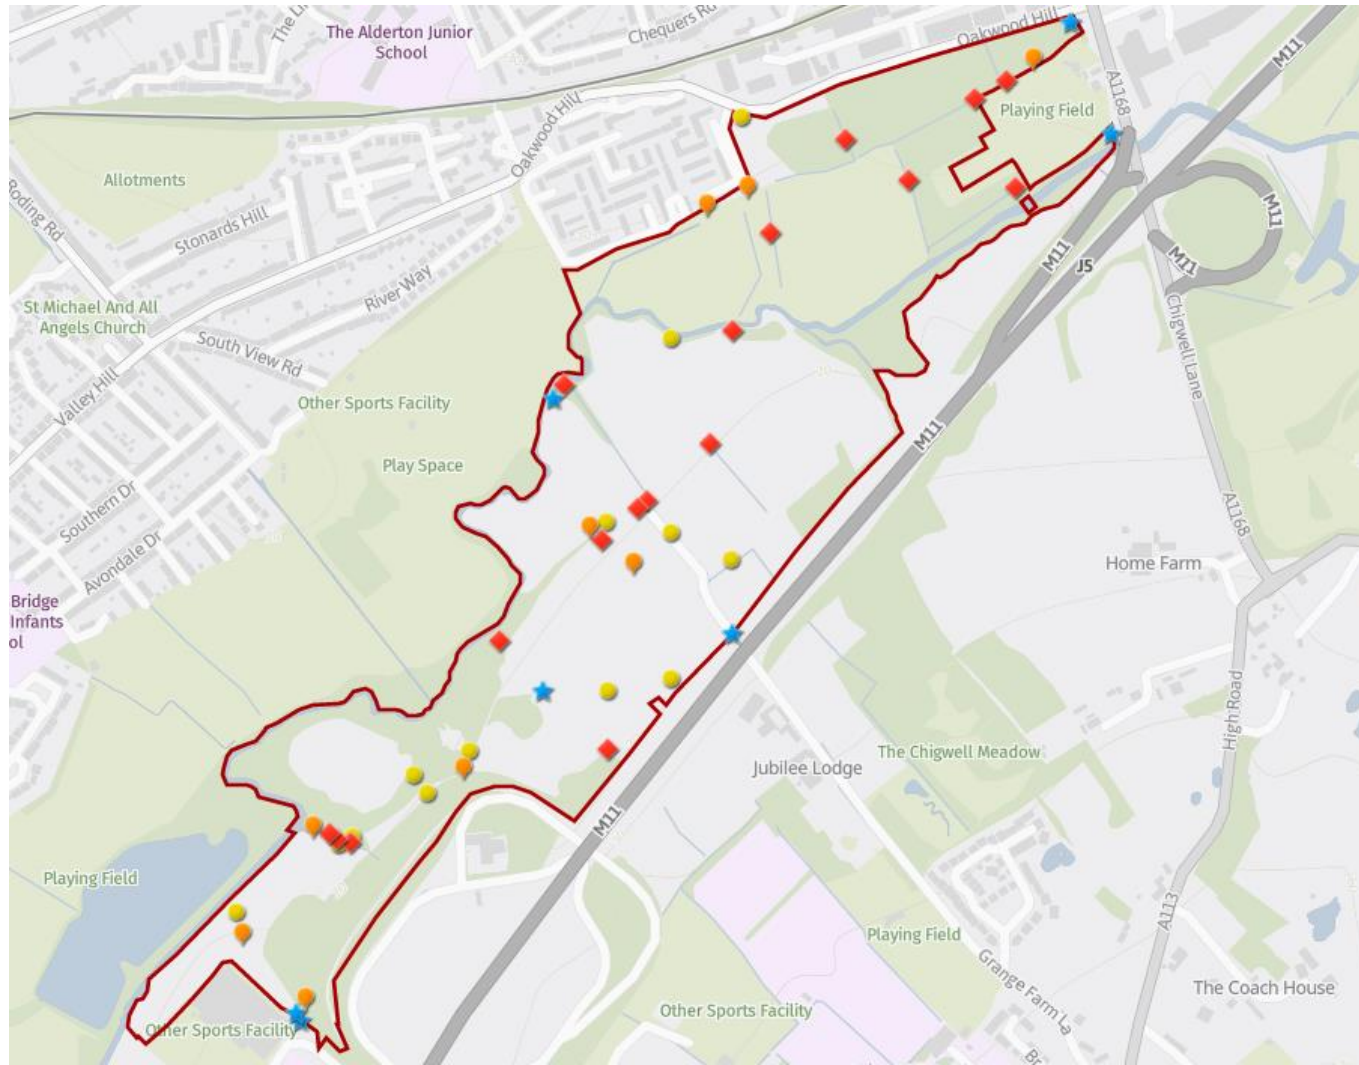 The Alderton Junior
School
Chequers Rd
Oakwood Hill
M11
A1168
Playing Field
Allotments
Oakwood Hill
Roding Rd
Stonards Hill
M11
M11
M11
J5
River Way
St Michael And All
Angels Church
Chigwell Lane
South View Rd
Valley Hill
Other Sports Facility
M11
Play Space
Southern Dr
A1168
Avondale Dr
Home Farm
Bridge
Infants
ol
High Road
The Chigwell Meadow
Jubilee Lodge
M11
Playing Field
A113
Playing Field
Grange Farm La
The Coach House
Other Sports Facility
Other Sports Facility